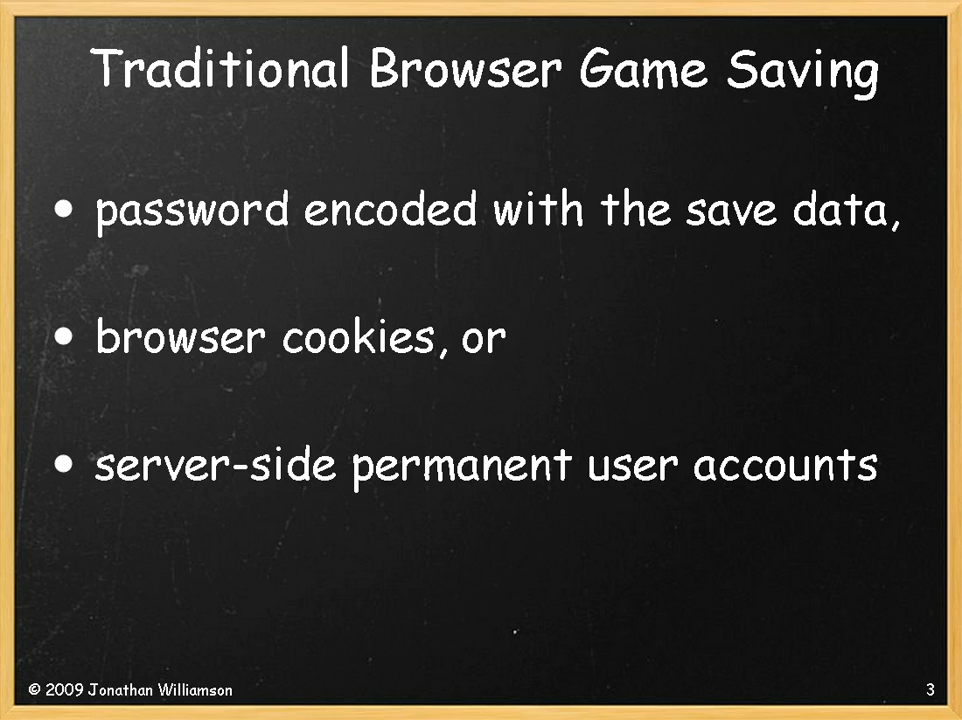 Traditional Browser Game Saving
• password encoded with the save data,
• browser cookies, or
• server-side permanent user accounts
© 2009 Jonathan Williamson 3